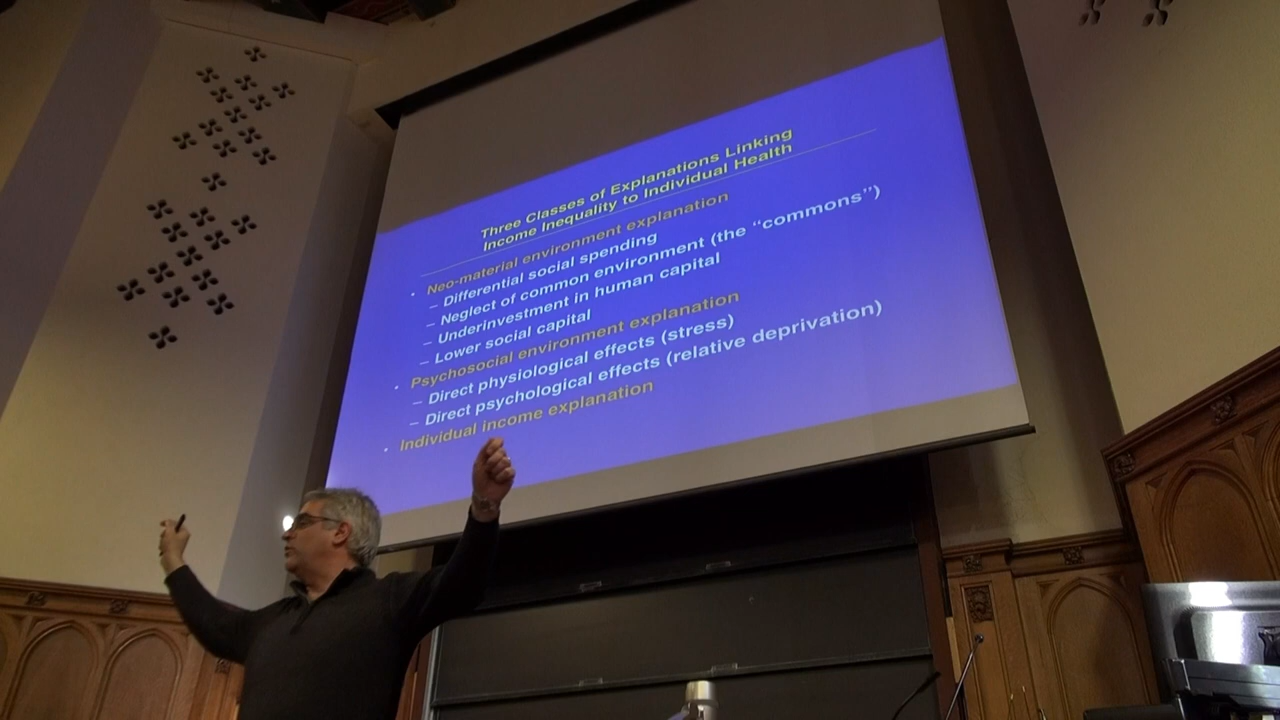 Three Classes of Explanations Linking
Income Inequality to Individual Health
• Neo-material environment explanation
– Differential social spending
– Neglect of common environment (the “commons”)
– Underinvestment in human capital
– Lower social capital
• Psychosocial environment explanation
– Direct physiological effects (stress)
– Direct psychological effects (relative deprivation)
• Individual income explanation